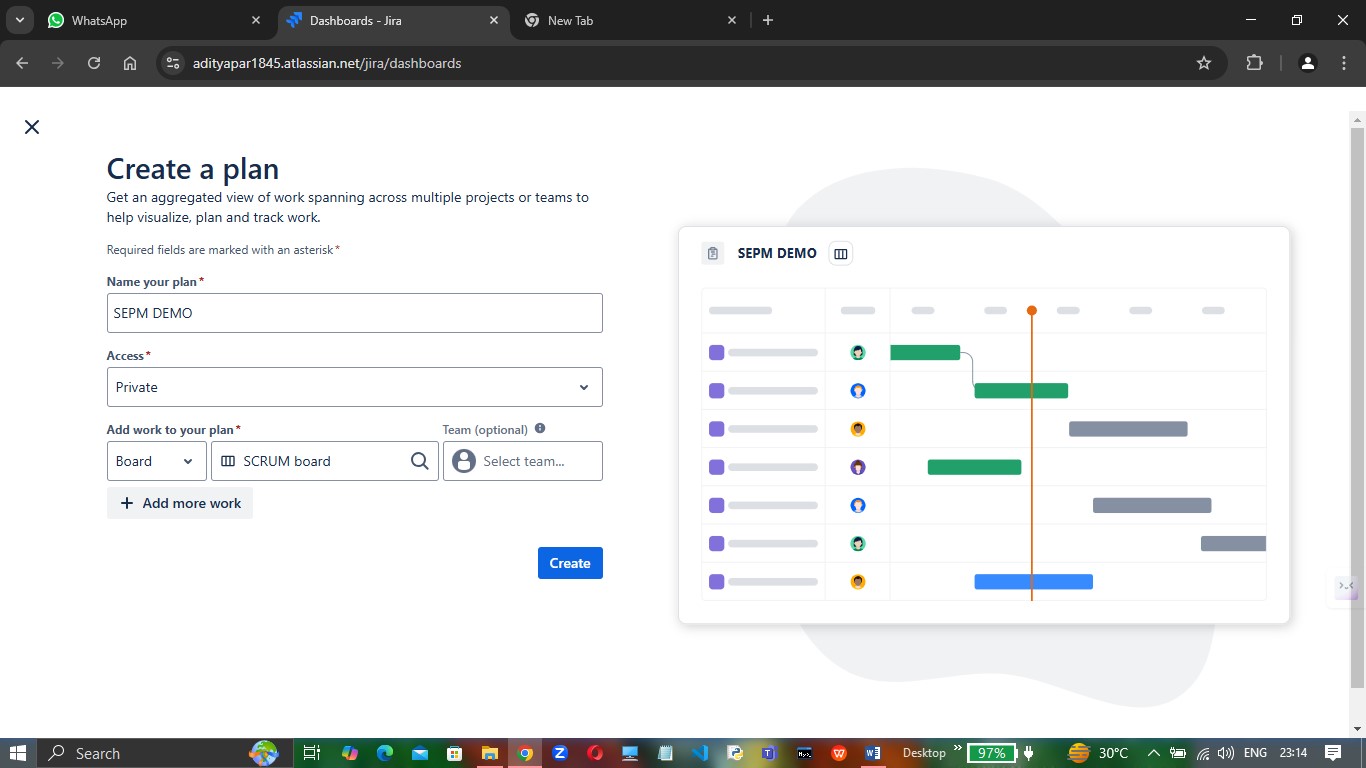 WhatsApp
Dashboards - Jira
New Tab
adityapar1845.atlassian.net/jira/dashboards
Create a plan
Get an aggregated view of work spanning across multiple projects or teams to
help visualize, plan and track work.
Required fields are marked with an asterisk *
Name your plan *
SEPM DEMO
Access *
Private
Add work to your plan *
Team (optional)
Board
SCRUM board
Select team...
+ Add more work
Create
SEPM DEMO
Search
Desktop
97%
30°C
ENG
23:14